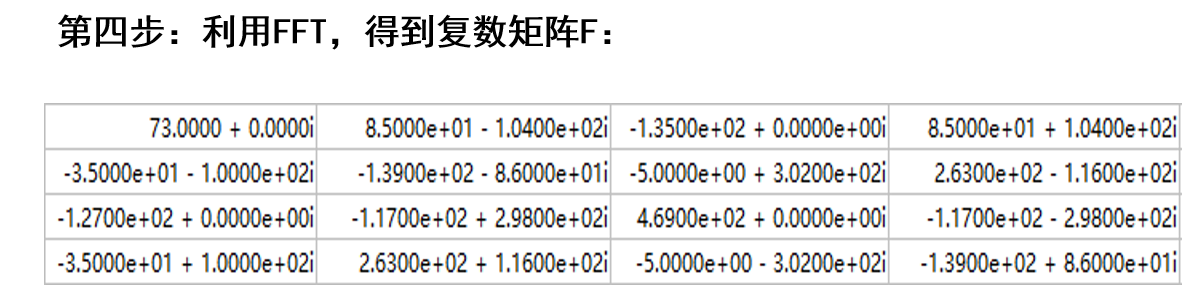 第四步：利用FFT，得到复数矩阵F：
73.0000 + 0.0000i 8.5000e+01 - 1.0400e+02i -1.3500e+02 + 0.0000e+00i 8.5000e+01 + 1.0400e+02i
-3.5000e+01 - 1.0000e+02i -1.3900e+02 - 8.6000e+01i -5.0000e+00 + 3.0200e+02i 2.6300e+02 - 1.1600e+02i
-1.2700e+02 + 0.0000e+00i -1.1700e+02 + 2.9800e+02i 4.6900e+02 + 0.0000e+00i -1.1700e+02 - 2.9800e+02i
-3.5000e+01 + 1.0000e+02i 2.6300e+02 + 1.1600e+02i -5.0000e+00 - 3.0200e+02i -1.3900e+02 + 8.6000e+01i